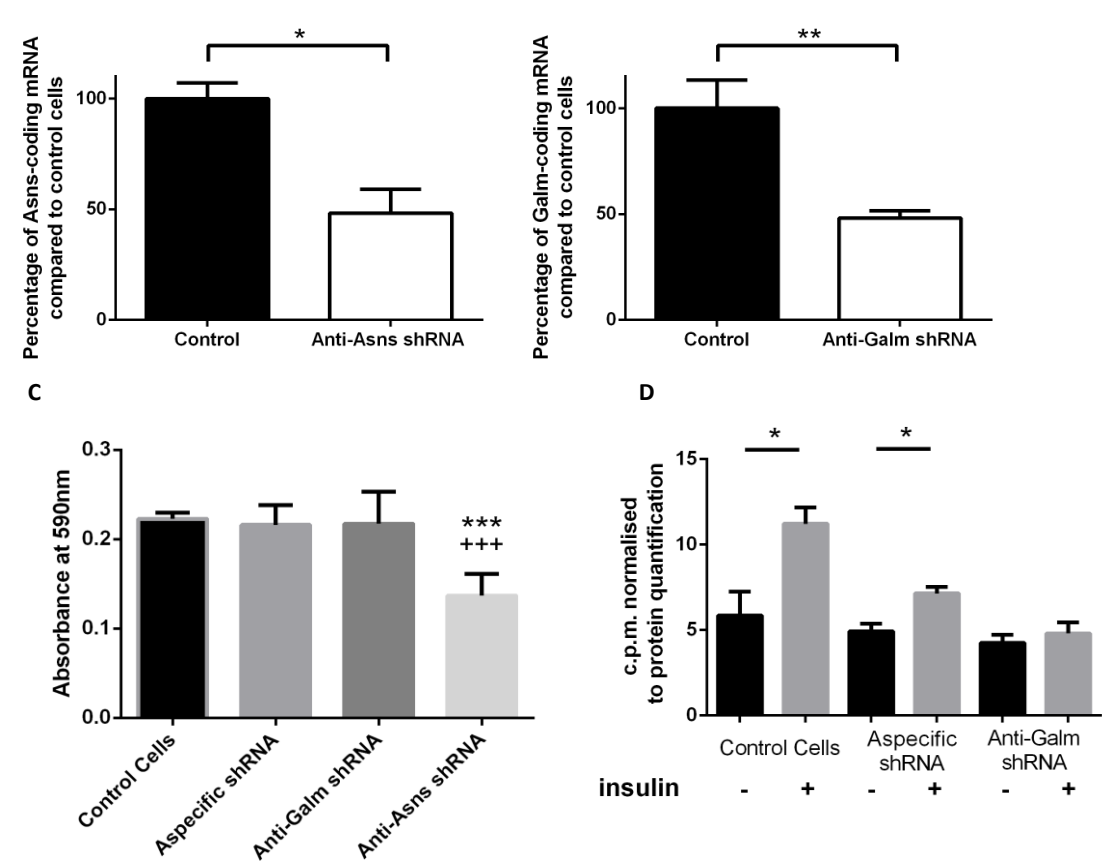 *
Percentage of Asns-coding mRNA
compared to control cells
100
50
0
Control
Anti-Asns shRNA
**
Percentage of Galm-coding mRNA
compared to control cells
100
50
0
Control
Anti-Galm shRNA
C
Absorbance at 590nm
0.3
0.2
0.1
0.0
***
+++
Control Cells
Aspecific shRNA
Anti-Galm shRNA
Anti-Asns shRNA
D
c.p.m. normalised
to protein quantification
15
10
5
0
*
*
Control Cells
Aspecific
shRNA
Anti-Galm
shRNA
insulin - + - + - +